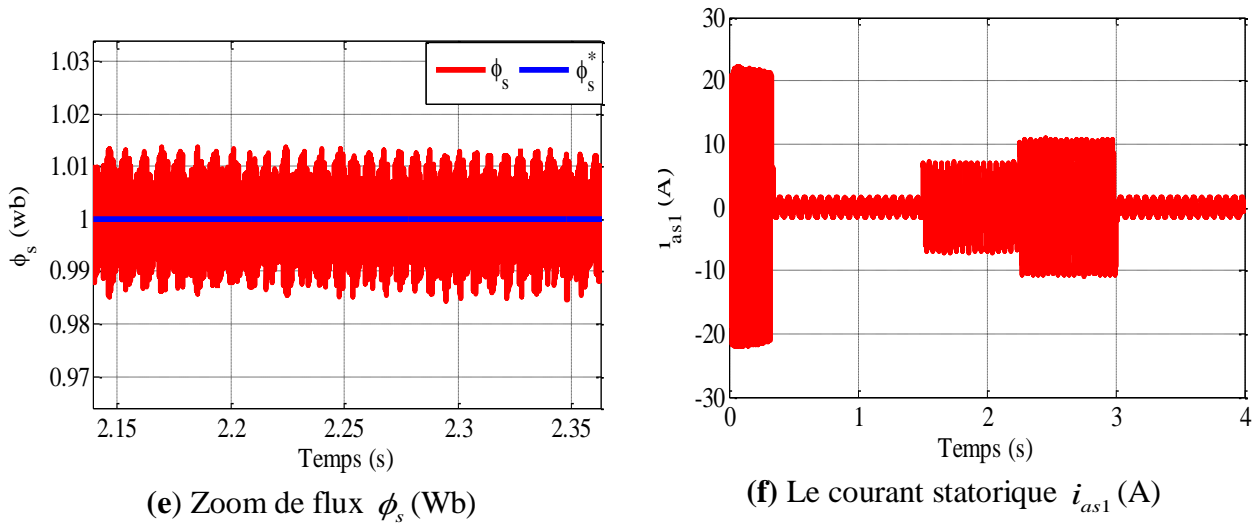 1.03
1.02
1.01
1
0.99
0.98
0.97
ϕs (wb)
ϕs ϕs*
2.15 2.2 2.25 2.3 2.35
Temps (s)
(e) Zoom de flux ϕs (Wb)
30
20
10
0
-10
-20
-30
ias1 (A)
0 1 2 3 4
Temps (s)
(f) Le courant statorique ias1 (A)